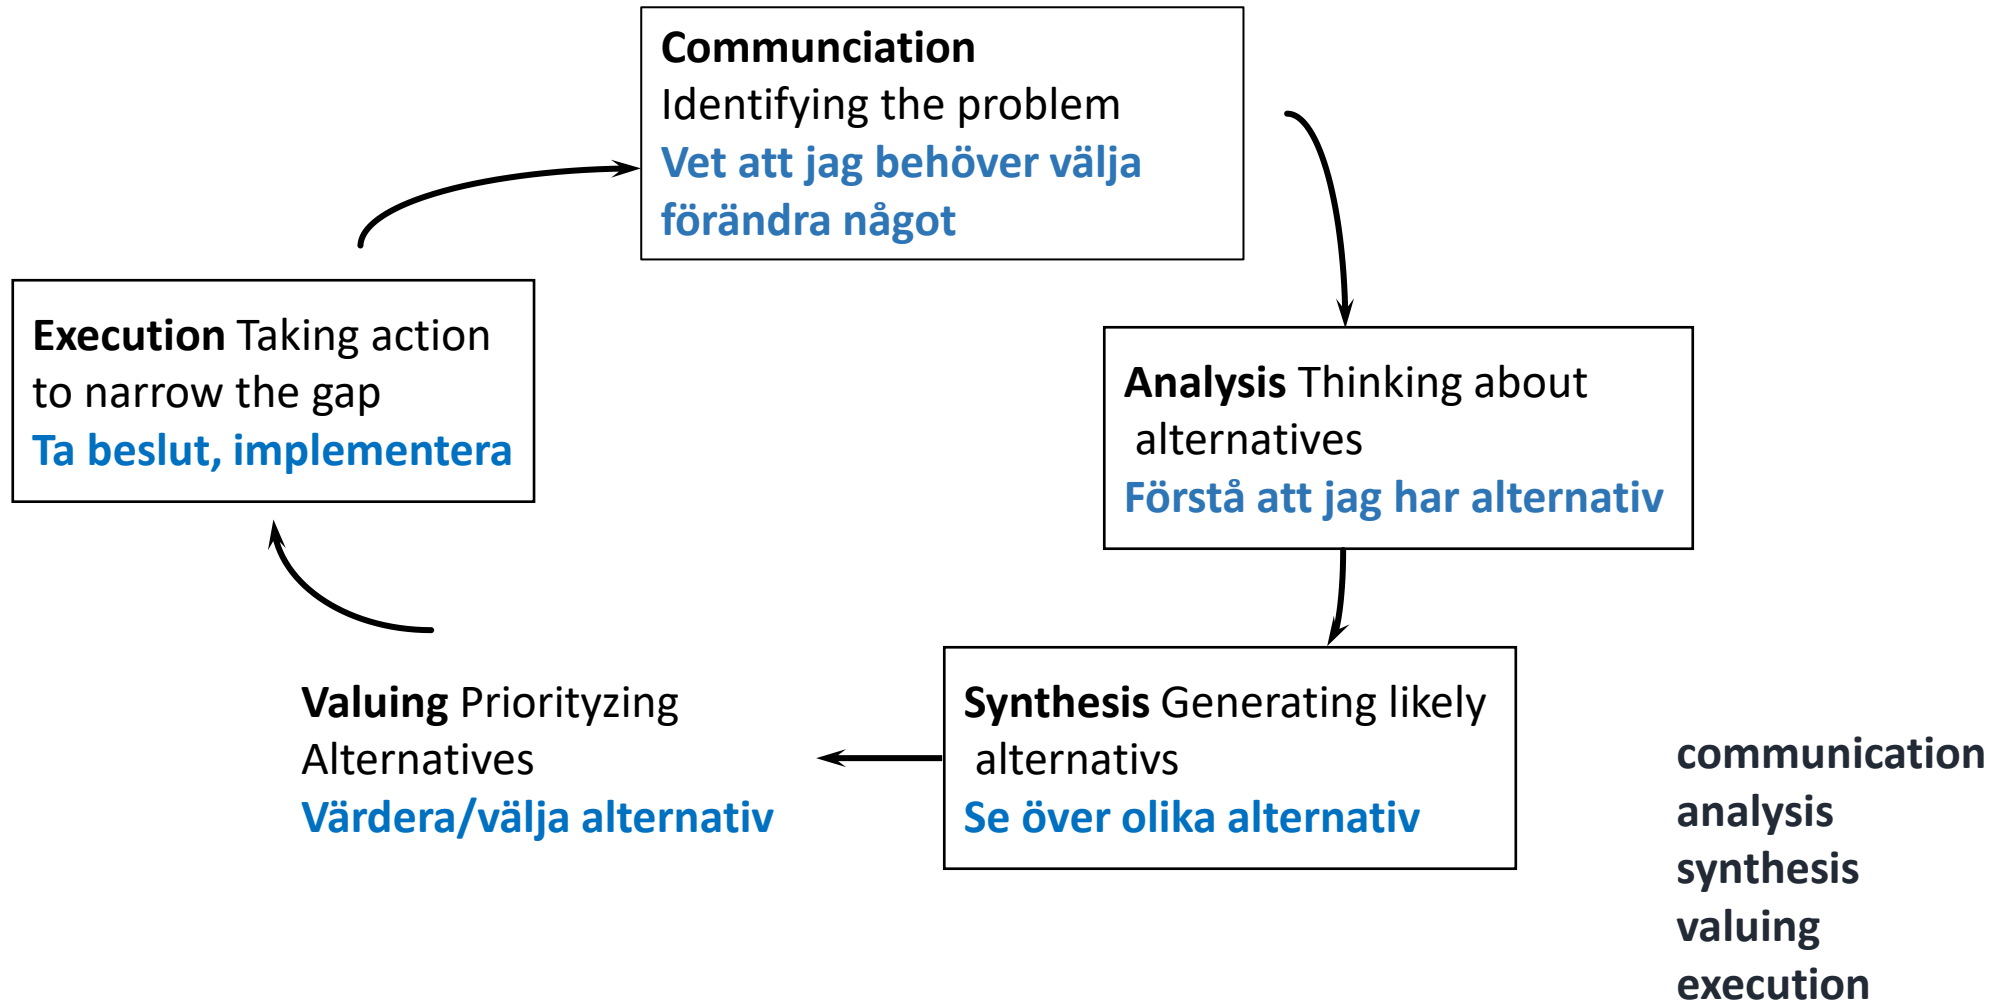 Communciation
Identifying the problem
Vet att jag behöver välja
förändra något
Execution Taking action
to narrow the gap
Ta beslut, implementera
Analysis Thinking about
alternatives
Förstå att jag har alternativ
Valuing Priorityzing
Alternatives
Värdera/välja alternativ
Synthesis Generating likely
alternativs
Se över olika alternativ
communication
analysis
synthesis
valuing
execution